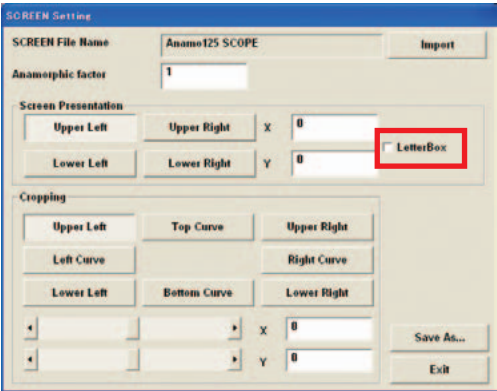 SCREEN Setting
SCREEN File Name
Anamo125 SCOPE
Import
Anamorphic factor
1
Screen Presentation
Upper Left
Upper Right
X
0
LetterBox
Lower Left
Lower Right
Y
0
Cropping
Upper Left
Top Curve
Upper Right
Left Curve
Right Curve
Lower Left
Bottom Curve
Lower Right
X
0
Save As...
Y
0
Exit